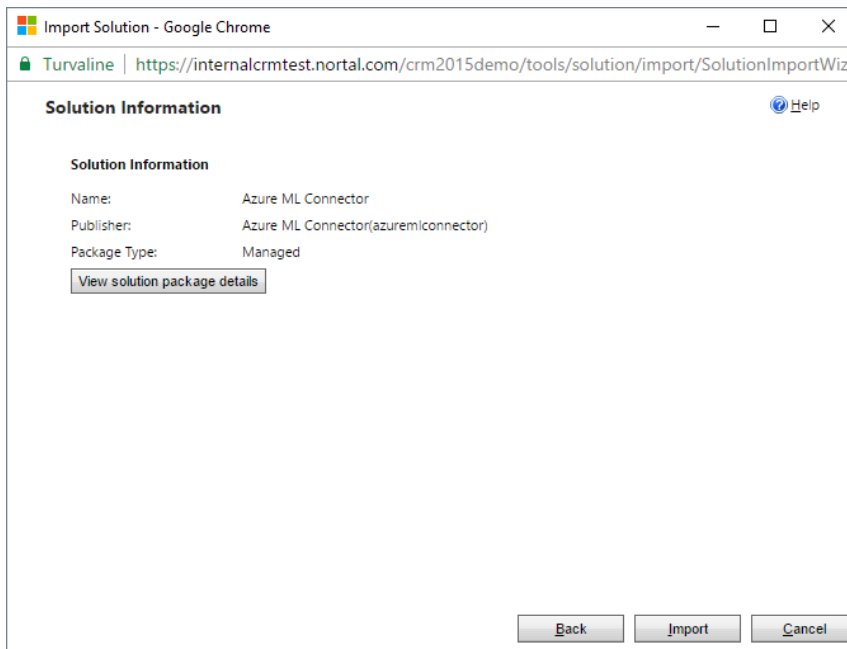 Import Solution - Google Chrome
Turvaline | https://internalcrmtest.nortal.com/crm2015demo/tools/solution/import/SolutionImportWiz
Solution Information
Help
Solution Information
Name: Azure ML Connector
Publisher: Azure ML Connector(azuremlconnector)
Package Type: Managed
View solution package details
Back Import Cancel